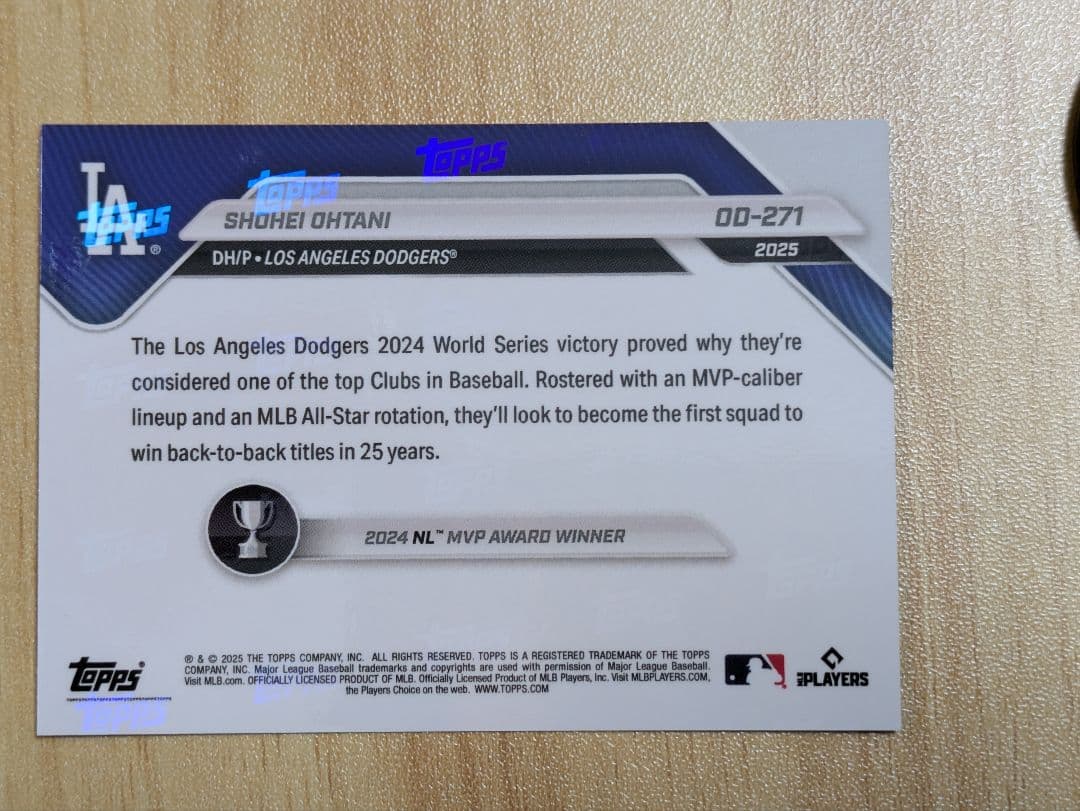 Topps
Topps
LA Topps ®
SHOHEI OHTANI
OD-271
DH/P • LOS ANGELES DODGERS®
2025
The Los Angeles Dodgers 2024 World Series victory proved why they're
considered one of the top Clubs in Baseball. Rostered with an MVP-caliber
lineup and an MLB All-Star rotation, they'll look to become the first squad to
win back-to-back titles in 25 years.
2024 NL™ MVP AWARD WINNER
Topps®
® & © 2025 THE TOPPS COMPANY, INC. ALL RIGHTS RESERVED. TOPPS IS A REGISTERED TRADEMARK OF THE TOPPS
COMPANY, INC. Major League Baseball trademarks and copyrights are used with permission of Major League Baseball.
Visit MLB.com. OFFICIALLY LICENSED PRODUCT OF MLB. Officially Licensed Product of MLB Players, Inc. Visit MLBPLAYERS.COM,
the Players Choice on the web. WWW.TOPPS.COM
MLB PLAYERS
Topps